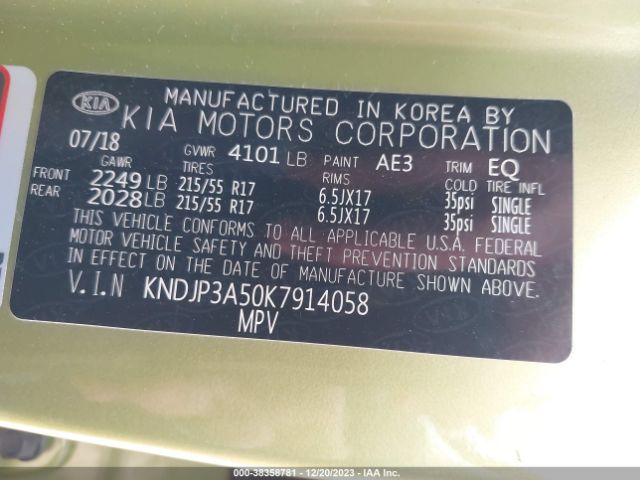 KIA
MANUFACTURED IN KOREA BY
KIA MOTORS CORPORATION
07/18 GVWR 4101 LB PAINT AE3 TRIM EQ
GAWR TIRES RIMS COLD TIRE INFL
FRONT 2249 LB 215/55 R17 6.5JX17 35psi SINGLE
REAR 2028 LB 215/55 R17 6.5JX17 35psi SINGLE
THIS VEHICLE CONFORMS TO ALL APPLICABLE U.S.A. FEDERAL
MOTOR VEHICLE SAFETY AND THEFT PREVENTION STANDARDS
IN EFFECT ON THE DATE OF MANUFACTURE SHOWN ABOVE.
V.I.N KNDJP3A50K7914058
MPV
000-38358781 - 12/20/2023 - IAAI.COM